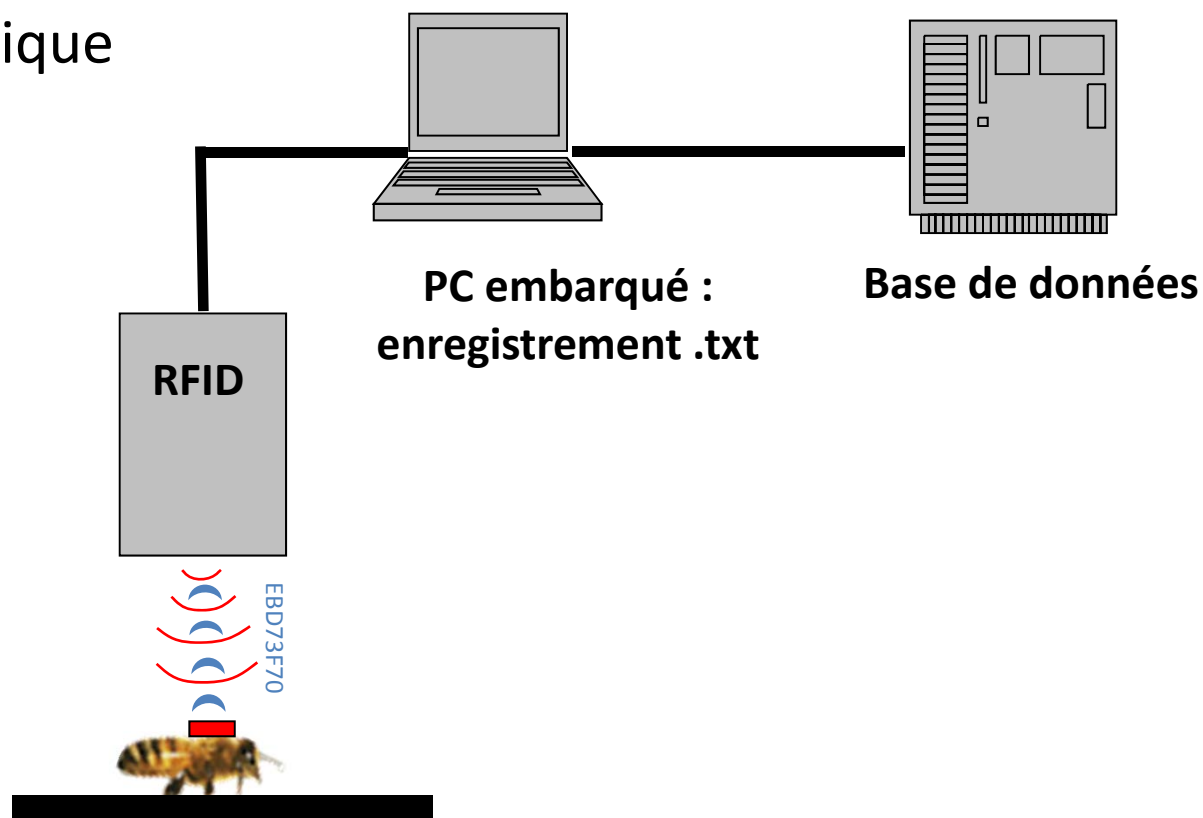 ique
PC embarqué :
enregistrement .txt
Base de données
RFID
EBD73F70